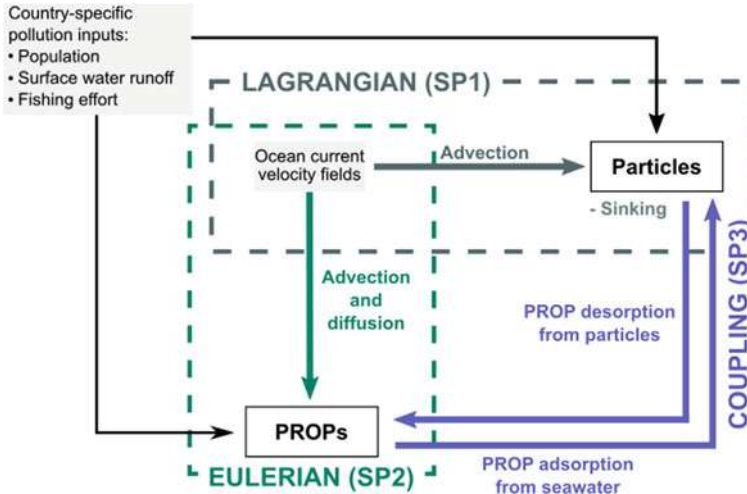 Country-specific
pollution inputs:
• Population
• Surface water runoff
• Fishing effort
LAGRANGIAN (SP1)
Ocean current
velocity fields
Advection
Particles
- Sinking
Advection
and
diffusion
PROP desorption
from particles
COUPLING (SP3)
PROPs
EULERIAN (SP2)
PROP adsorption
from seawater